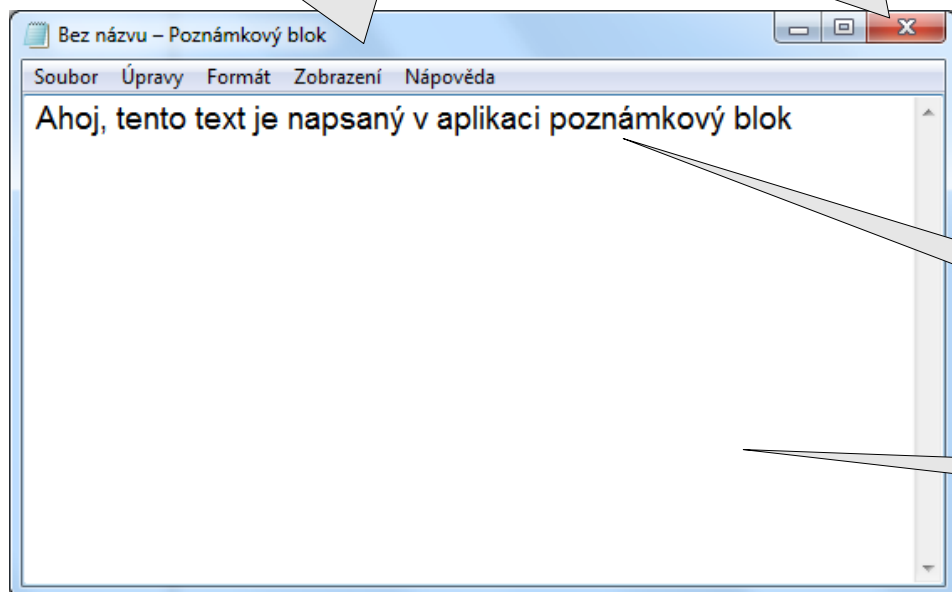 Bez názvu – Poznámkový blok
Soubor Úpravy Formát Zobrazení Nápověda
Ahoj, tento text je napsaný v aplikaci poznámkový blok